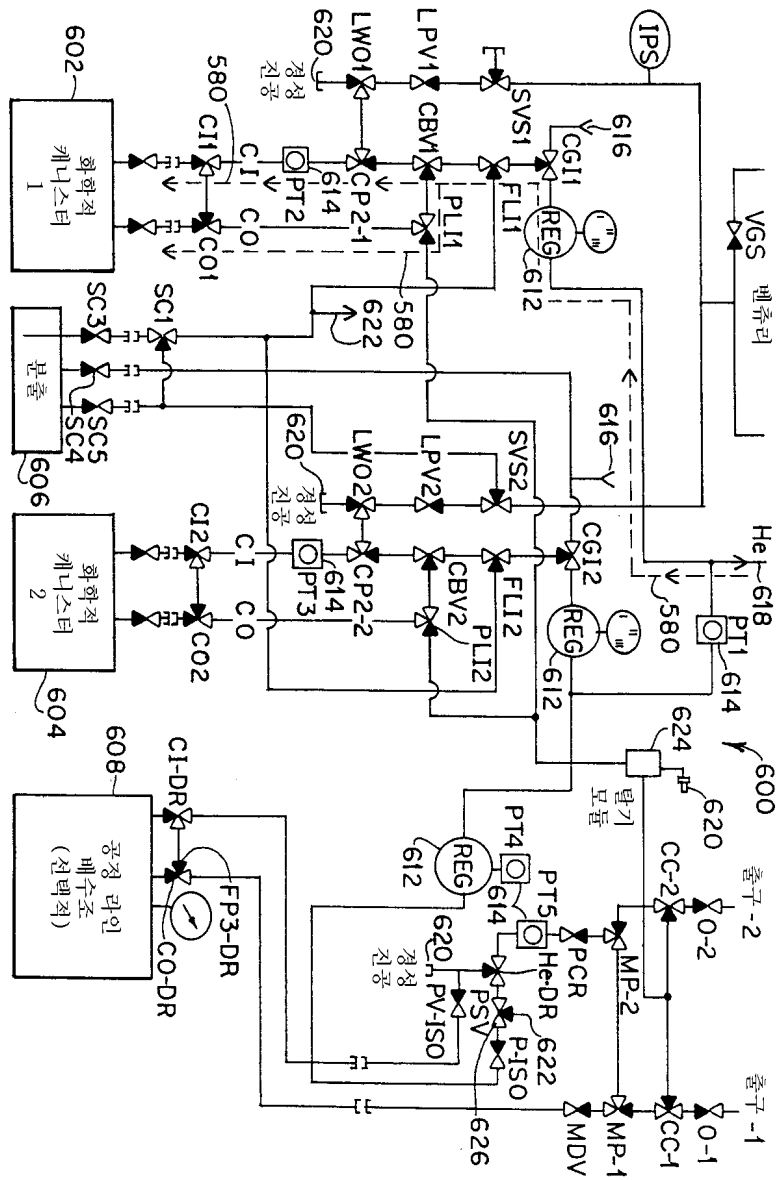 IPS
VGS
벤츄리
He
618
580
PT1
614
600
624
620
탈기
모듈
출구
-2
출구
-1
O-2
O-1
CC-2
CC-1
MP-2
MP-1
MDV
PCR
PT5
PT4
614
REG
612
He-DR
PSV
P-ISO
PV-ISO
622
626
620
경성
진공
616
CGI1
REG
612
SVS1
LPV1
LWO1
620
경성
진공
FLI1
CBV1
CP2-1
PLI1
614
PT2
CI
CO
CI1
CO1
580
580
602
화학적
캐니스터
1
622
SC1
SC3
SC4
SC5
606
분출
616
CGI2
REG
612
SVS2
LPV2
LWO2
620
경성
진공
FLI2
CBV2
CP2-2
PLI2
614
PT3
CI
CO
CI2
CO2
604
화학적
캐니스터
2
CI-DR
FP3-DR
CO-DR
608
공정 라인
배수조
(선택적)